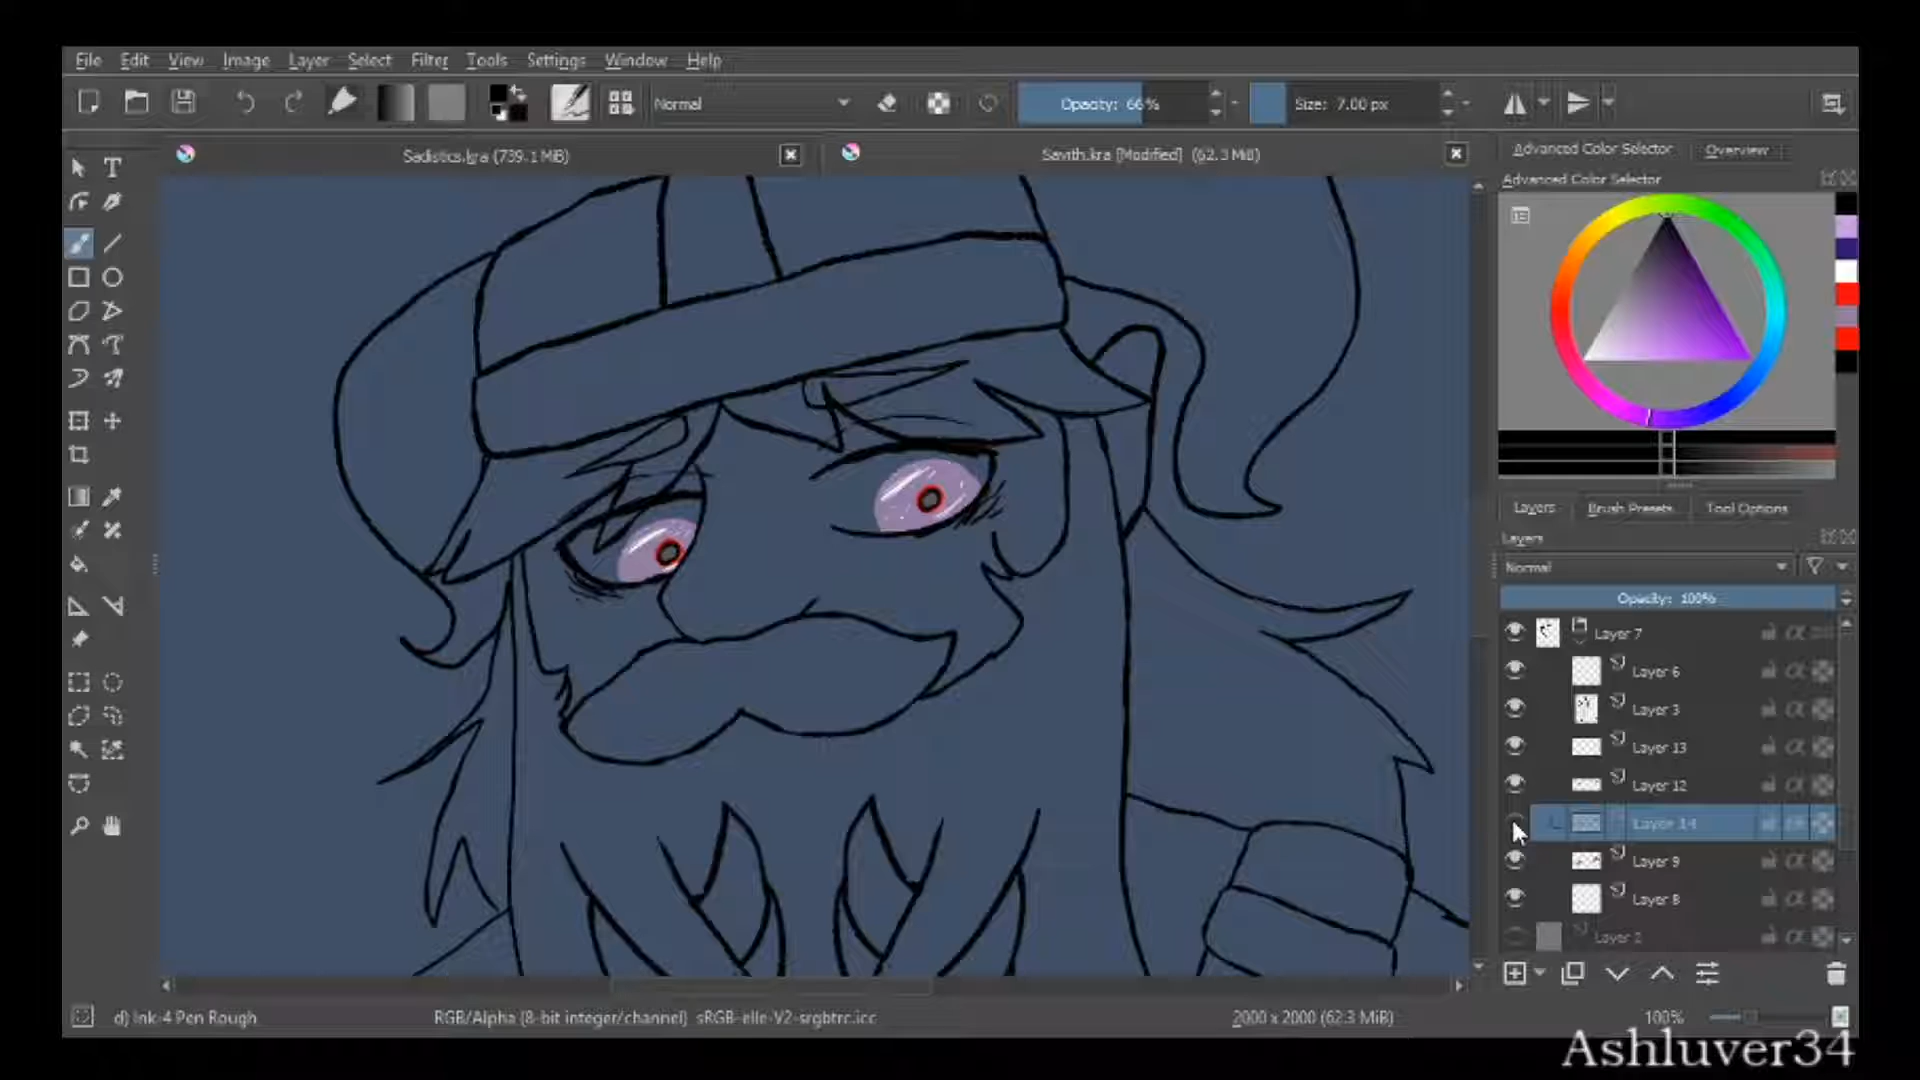 File Edit View Image Layer Select Filter Tools Settings Window Help
Normal Opacity: 66% Size: 7.00 px
Sadistics.kra (739.1 MiB) Savith.kra [Modified] (62.3 MiB) Advanced Color Selector Overview
Advanced Color Selector
Layers Brush Presets Tool Options
Layers
Normal
Opacity: 100%
Layer 7
Layer 6
Layer 3
Layer 13
Layer 12
Layer 14
Layer 9
Layer 8
Layer 2
d) Ink-4 Pen Rough RGB/Alpha (8-bit integer/channel) sRGB-elle-V2-srgbtrc.icc 2000 x 2000 (62.3 MiB) 100%
Ashluver34